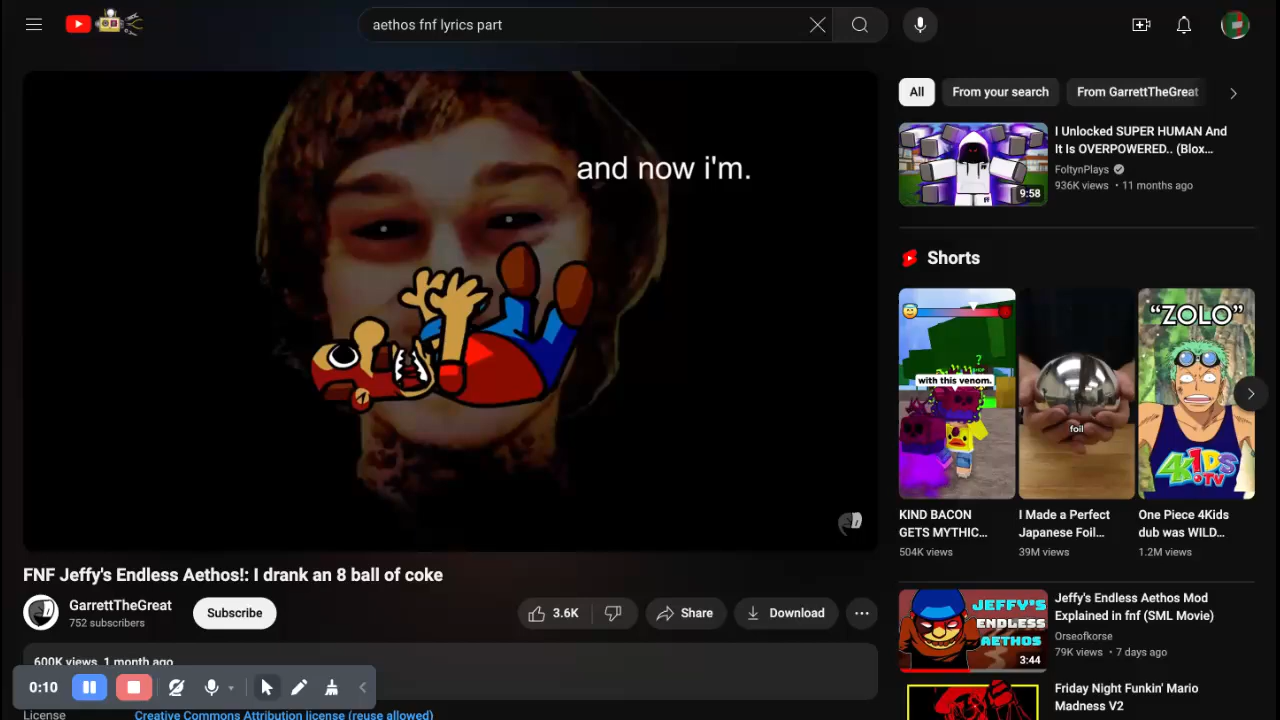 aethos fnf lyrics part
and now i'm.
FNF Jeffy's Endless Aethos!: I drank an 8 ball of coke
GarrettTheGreat
752 subscribers
Subscribe
3.6K
Share
Download
600K views 1 month ago
0:10
License
Creative Commons Attribution license (reuse allowed)
All
From your search
From GarrettTheGreat
9:58
I Unlocked SUPER HUMAN And
It Is OVERPOWERED.. (Blox...
FoltynPlays
936K views • 11 months ago
Shorts
with this venom.
?
foil
"ZOLO"
4KIDS.TV
KIND BACON
GETS MYTHIC...
504K views
I Made a Perfect
Japanese Foil...
39M views
One Piece 4Kids
dub was WILD...
1.2M views
JEFFY'S
ENDLESS
AETHOS
3:44
Jeffy's Endless Aethos Mod
Explained in fnf (SML Movie)
Orseofkorse
79K views • 7 days ago
Friday Night Funkin' Mario
Madness V2